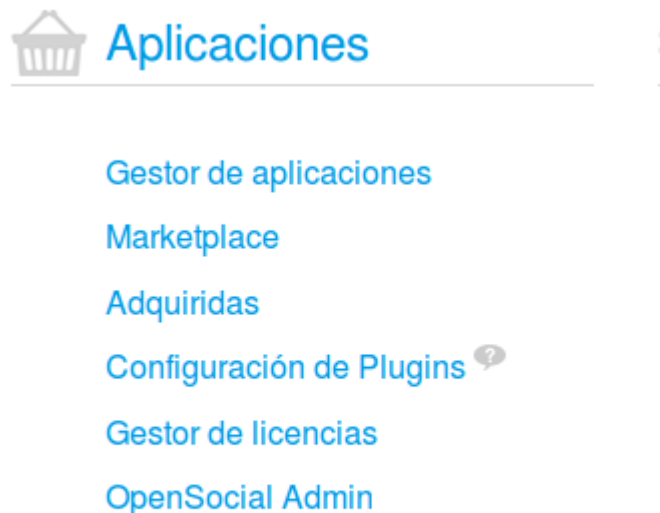 Aplicaciones
Gestor de aplicaciones
Marketplace
Adquiridas
Configuración de Plugins ?
Gestor de licencias
OpenSocial Admin